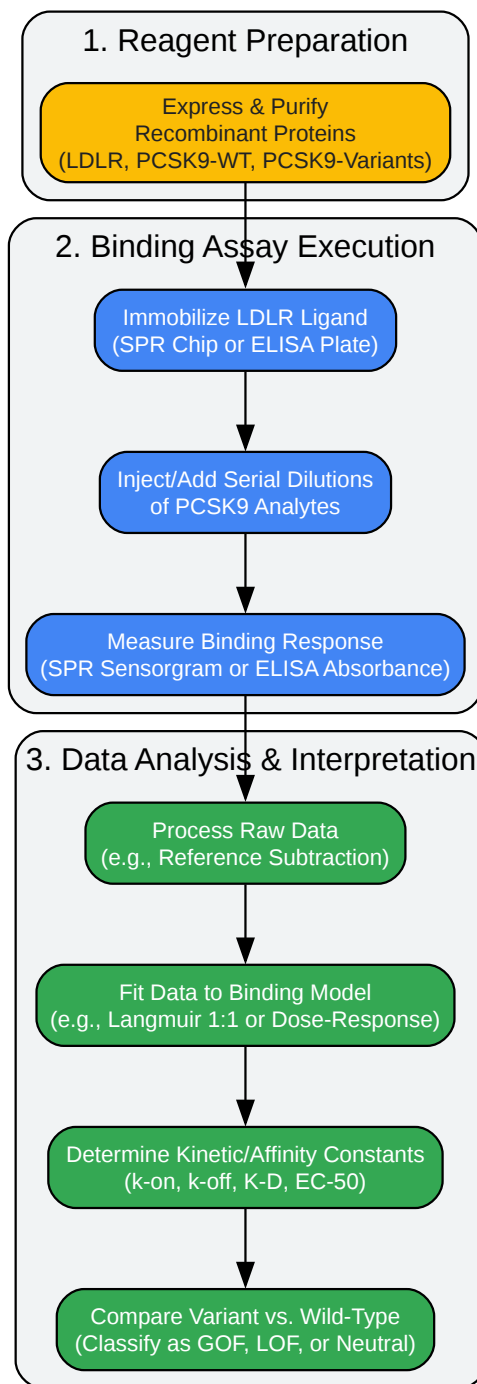 1. Reagent Preparation
Express & Purify
Recombinant Proteins
(LDLR, PCSK9-WT, PCSK9-Variants)
2. Binding Assay Execution
Immobilize LDLR Ligand
(SPR Chip or ELISA Plate)
Inject/Add Serial Dilutions
of PCSK9 Analytes
Measure Binding Response
(SPR Sensorgram or ELISA Absorbance)
3. Data Analysis & Interpretation
Process Raw Data
(e.g., Reference Subtraction)
Fit Data to Binding Model
(e.g., Langmuir 1:1 or Dose-Response)
Determine Kinetic/Affinity Constants
(k-on, k-off, K-D, EC-50)
Compare Variant vs. Wild-Type
(Classify as GOF, LOF, or Neutral)